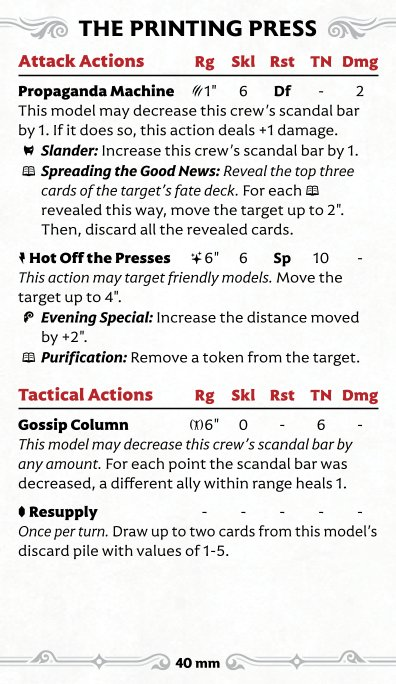 THE PRINTING PRESS
Attack Actions Rg Skl Rst TN Dmg
Propaganda Machine 1" 6 Df - 2
This model may decrease this crew's scandal bar
by 1. If it does so, this action deals +1 damage.
Slander: Increase this crew's scandal bar by 1.
Spreading the Good News: Reveal the top three
cards of the target's fate deck. For each
revealed this way, move the target up to 2".
Then, discard all the revealed cards.
Hot Off the Presses 6" 6 Sp 10 -
This action may target friendly models. Move the
target up to 4".
Evening Special: Increase the distance moved
by +2".
Purification: Remove a token from the target.
Tactical Actions Rg Skl Rst TN Dmg
Gossip Column 6" 0 - 6 -
This model may decrease this crew's scandal bar by
any amount. For each point the scandal bar was
decreased, a different ally within range heals 1.
Resupply - - - - -
Once per turn. Draw up to two cards from this model's
discard pile with values of 1-5.
40 mm